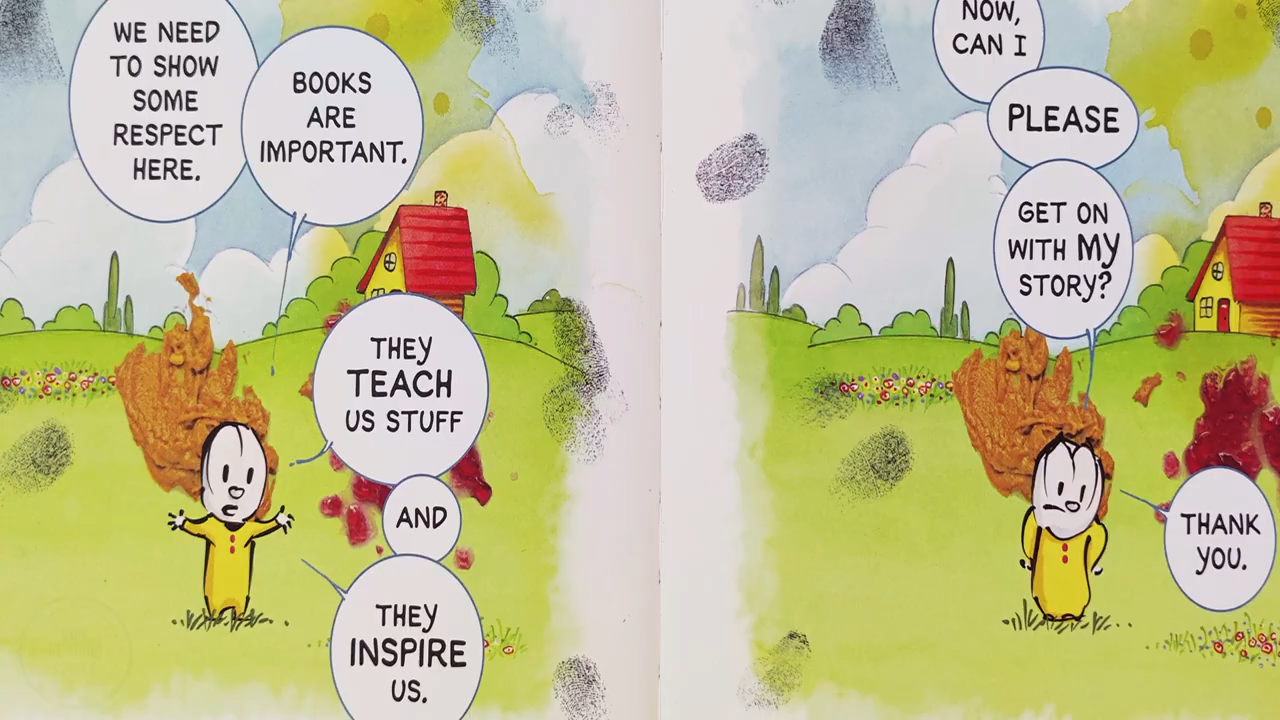 WE NEED
TO SHOW
SOME
RESPECT
HERE.
BOOKS
ARE
IMPORTANT.
THEY
TEACH
US STUFF
AND
THEY
INSPIRE
US.
NOW,
CAN I
PLEASE
GET ON
WITH MY
STORY?
THANK
YOU.